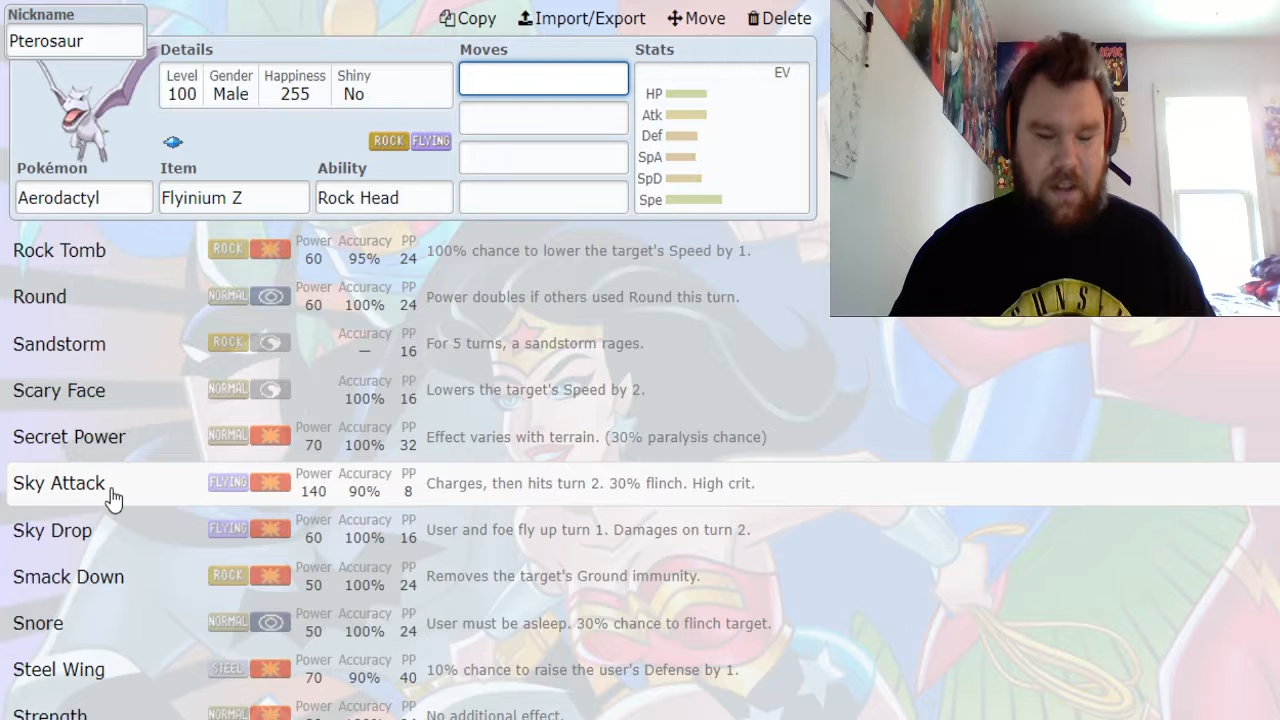 Nickname
Pterosaur
Copy Import/Export Move Delete
Details
Level Gender Happiness Shiny
100 Male 255 No
ROCK FLYING
Pokémon Item Ability
Aerodactyl Flyinium Z Rock Head
Moves
Stats
EV
HP
Atk
Def
SpA
SpD
Spe
Rock Tomb ROCK Power 60 Accuracy 95% PP 24 100% chance to lower the target's Speed by 1.
Round NORMAL Power 60 Accuracy 100% PP 24 Power doubles if others used Round this turn.
Sandstorm ROCK Accuracy — PP 16 For 5 turns, a sandstorm rages.
Scary Face NORMAL Accuracy 100% PP 16 Lowers the target's Speed by 2.
Secret Power NORMAL Power 70 Accuracy 100% PP 32 Effect varies with terrain. (30% paralysis chance)
Sky Attack FLYING Power 140 Accuracy 90% PP 8 Charges, then hits turn 2. 30% flinch. High crit.
Sky Drop FLYING Power 60 Accuracy 100% PP 16 User and foe fly up turn 1. Damages on turn 2.
Smack Down ROCK Power 50 Accuracy 100% PP 24 Removes the target's Ground immunity.
Snore NORMAL Power 50 Accuracy 100% PP 24 User must be asleep. 30% chance to flinch target.
Steel Wing STEEL Power 70 Accuracy 90% PP 40 10% chance to raise the user's Defense by 1.
Strength NORMAL Power Accuracy PP No additional effect.
AC/DC
GUNS